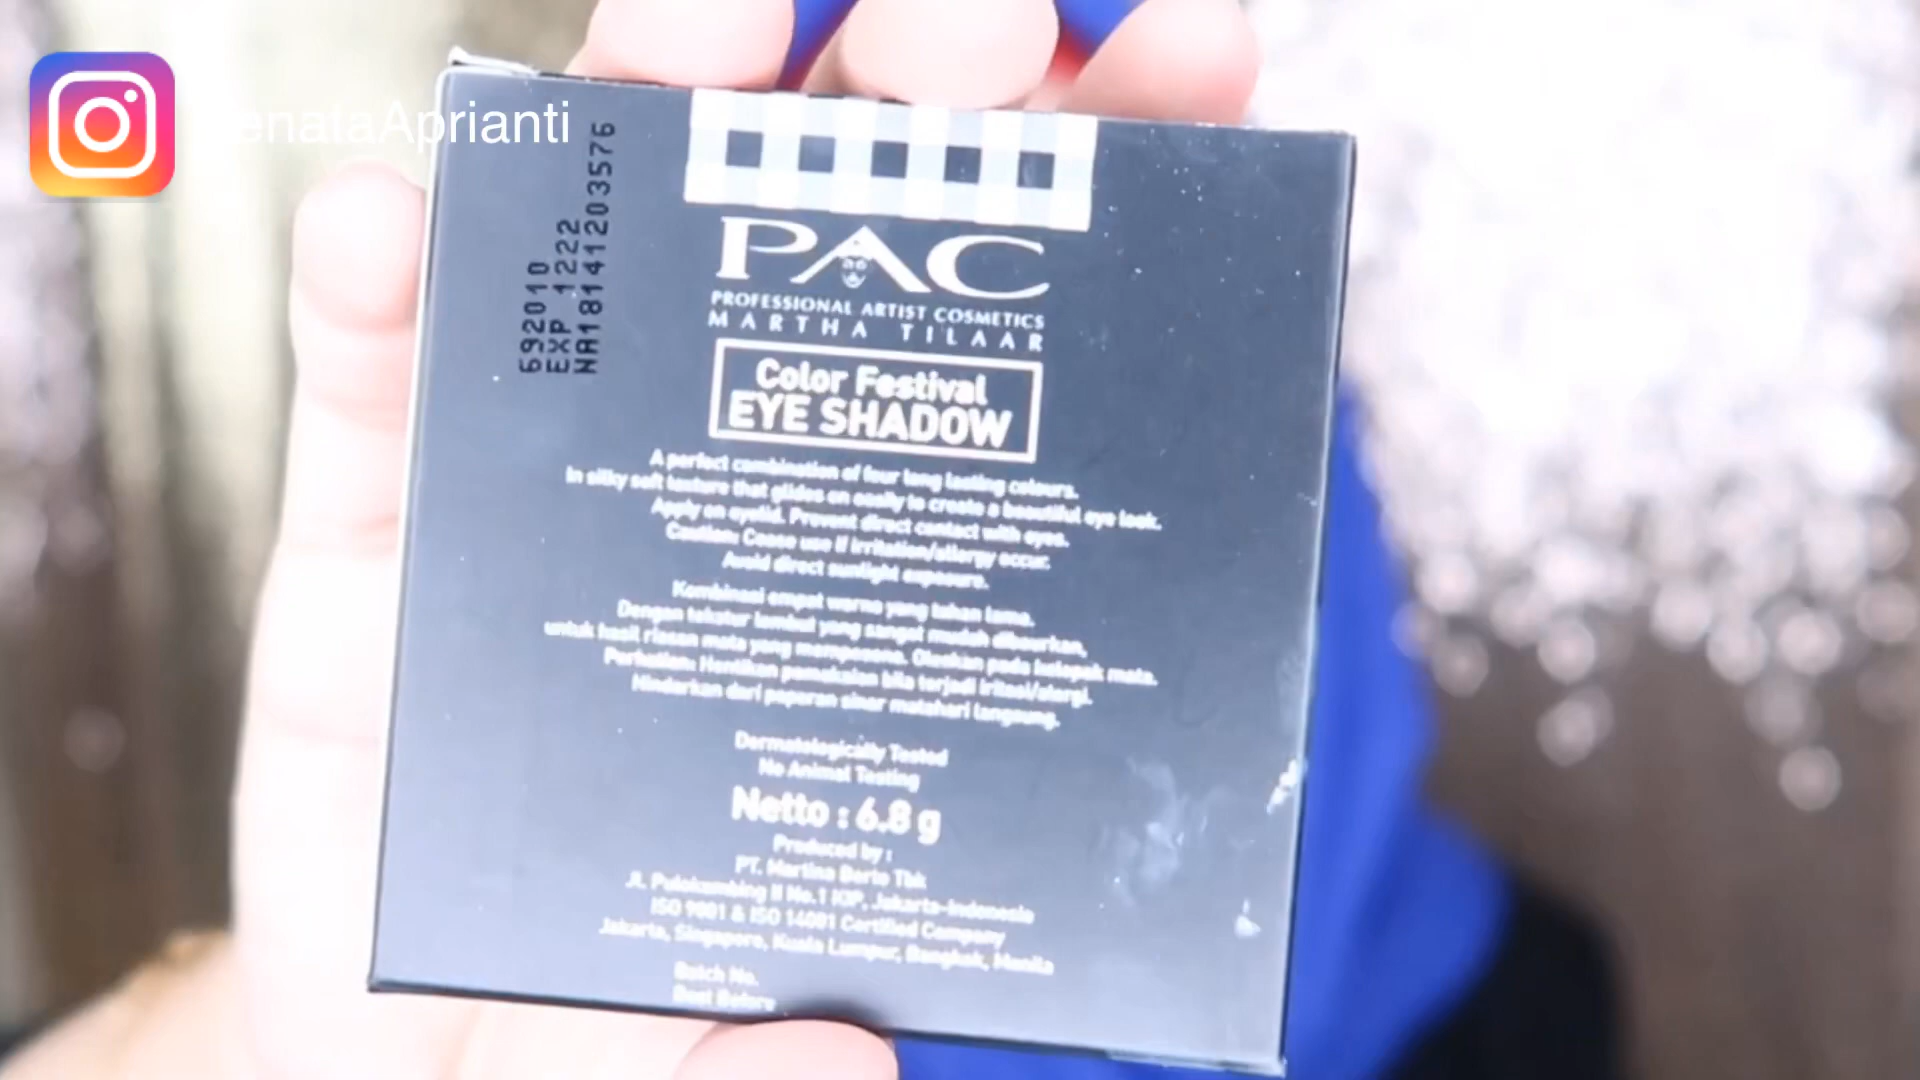 enataAprianti
692010
EXP 1222
NA18141203576
PAC
PROFESSIONAL ARTIST COSMETICS
MARTHA TILAAR
Color Festival
EYE SHADOW
A perfect combination of four long lasting colours.
In silky soft texture that glides on easily to create a beautiful eye look.
Apply on eyelid. Prevent direct contact with eyes.
Caution: Cease use if irritation/allergy occur.
Avoid direct sunlight exposure.
Kombinasi empat warna yang tahan lama.
Dengan tekstur lembut yang sangat mudah dibaurkan,
untuk hasil riasan mata yang mempesona. Oleskan pada kelopak mata.
Perhatian: Hentikan pemakaian bila terjadi iritasi/alergi.
Hindarkan dari paparan sinar matahari langsung.
Dermatologically Tested
No Animal Testing
Netto : 6.8 g
Produced by :
PT. Martina Berto Tbk
Jl. Pulokambing II No.1 KIP, Jakarta-Indonesia
ISO 9001 & ISO 14001 Certified Company
Jakarta, Singapore, Kuala Lumpur, Bangkok, Manila
Batch No.
Best Before